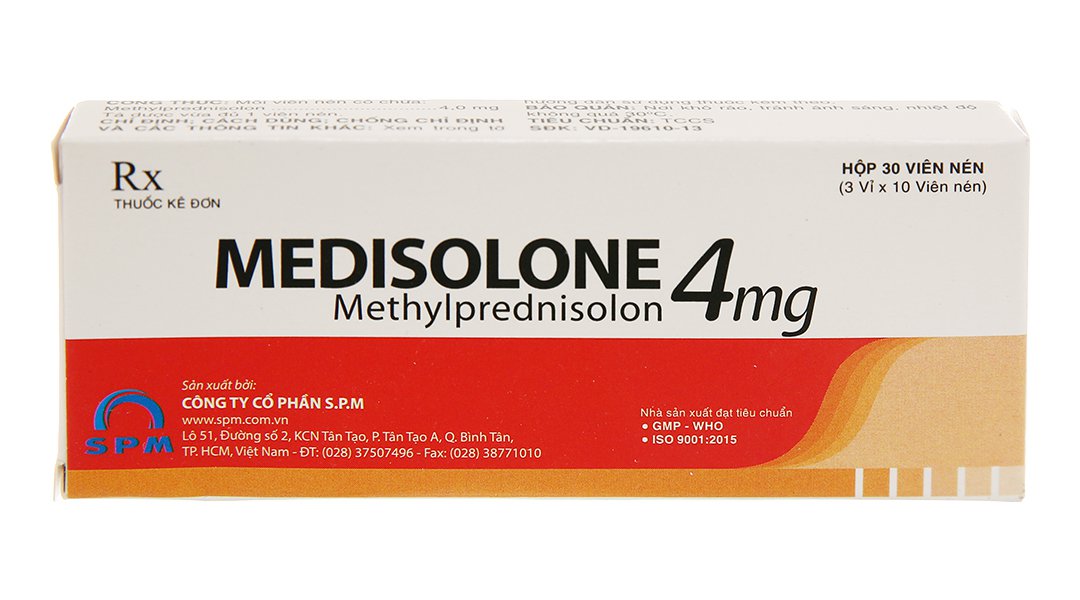 CÔNG THỨC: Mỗi viên nén có chứa:
Methylprednisolon..............................4,0 mg
Tá dược vừa đủ 1 viên nén.
CHỈ ĐỊNH, CÁCH DÙNG, CHỐNG CHỈ ĐỊNH
VÀ CÁC THÔNG TIN KHÁC: Xem trong tờ
hướng dẫn sử dụng thuốc kèm theo.
BẢO QUẢN: Nơi khô ráo, tránh ánh sáng, nhiệt độ
không quá 30°C.
TIÊU CHUẨN: TCCS
SĐK: VD-19610-13
Rx
THUỐC KÊ ĐƠN
HỘP 30 VIÊN NÉN
(3 Vỉ x 10 Viên nén)
MEDISOLONE 4mg
Methylprednisolon
SPM
Sản xuất bởi:
CÔNG TY CỔ PHẦN S.P.M
www.spm.com.vn
Lô 51, Đường số 2, KCN Tân Tạo, P. Tân Tạo A, Q. Bình Tân,
TP. HCM, Việt Nam - ĐT: (028) 37507496 - Fax: (028) 38771010
Nhà sản xuất đạt tiêu chuẩn
• GMP - WHO
• ISO 9001:2015